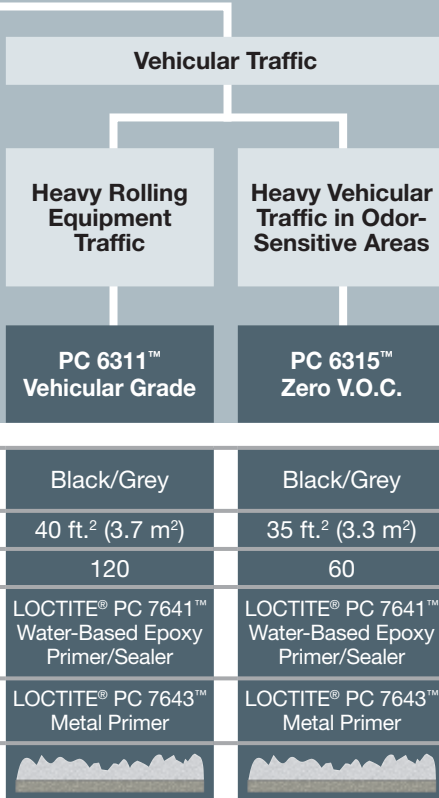 Vehicular Traffic
Heavy Rolling
Equipment
Traffic
Heavy Vehicular
Traffic in Odor-
Sensitive Areas
PC 6311™
Vehicular Grade
PC 6315™
Zero V.O.C.
Black/Grey
Black/Grey
40 ft.² (3.7 m²)
35 ft.² (3.3 m²)
120
60
LOCTITE® PC 7641™
Water-Based Epoxy
Primer/Sealer
LOCTITE® PC 7641™
Water-Based Epoxy
Primer/Sealer
LOCTITE® PC 7643™
Metal Primer
LOCTITE® PC 7643™
Metal Primer